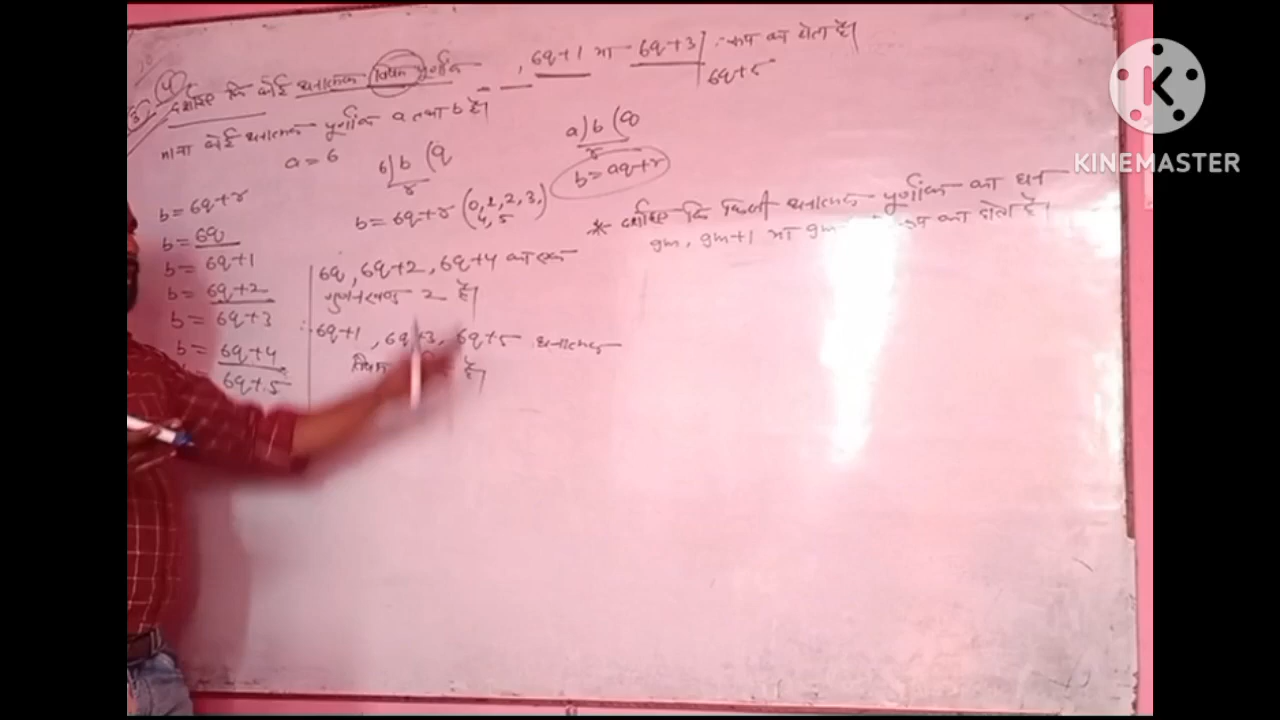 दर्शाइए कि कोई धनात्मक विषम पूर्णांक , 6q+1 या 6q+3 रूप का होता है।
6q+5
माना कोई धनात्मक पूर्णांक a तथा b है।
a = 6
6) b (q
r
a) b (q
r
b = aq+r
b = 6q+r
b = 6q
b = 6q+1
b = 6q+2
b = 6q+3
b = 6q+4
6q+5
b = 6q+r (0, 1, 2, 3,
4, 5
6q, 6q+2, 6q+4 का एक
गुणनखण्ड 2 है।
∴ 6q+1, 6q+3, 6q+5 धनात्मक
विषम है।
* दर्शाइए कि किसी धनात्मक पूर्णांक का घन
9m, 9m+1 या 9m रूप का होता है।
KINEMASTER